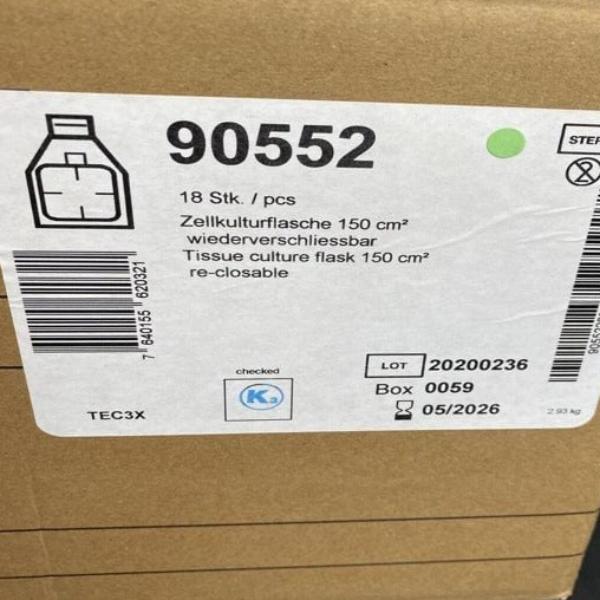 90552
STER
18 Stk. / pcs
Zellkulturflasche 150 cm²
wiederverschliessbar
Tissue culture flask 150 cm²
re-closable
7 640155 620321
checked
K3
TEC3X
LOT 20200236
Box 0059
05/2026
2.93 kg